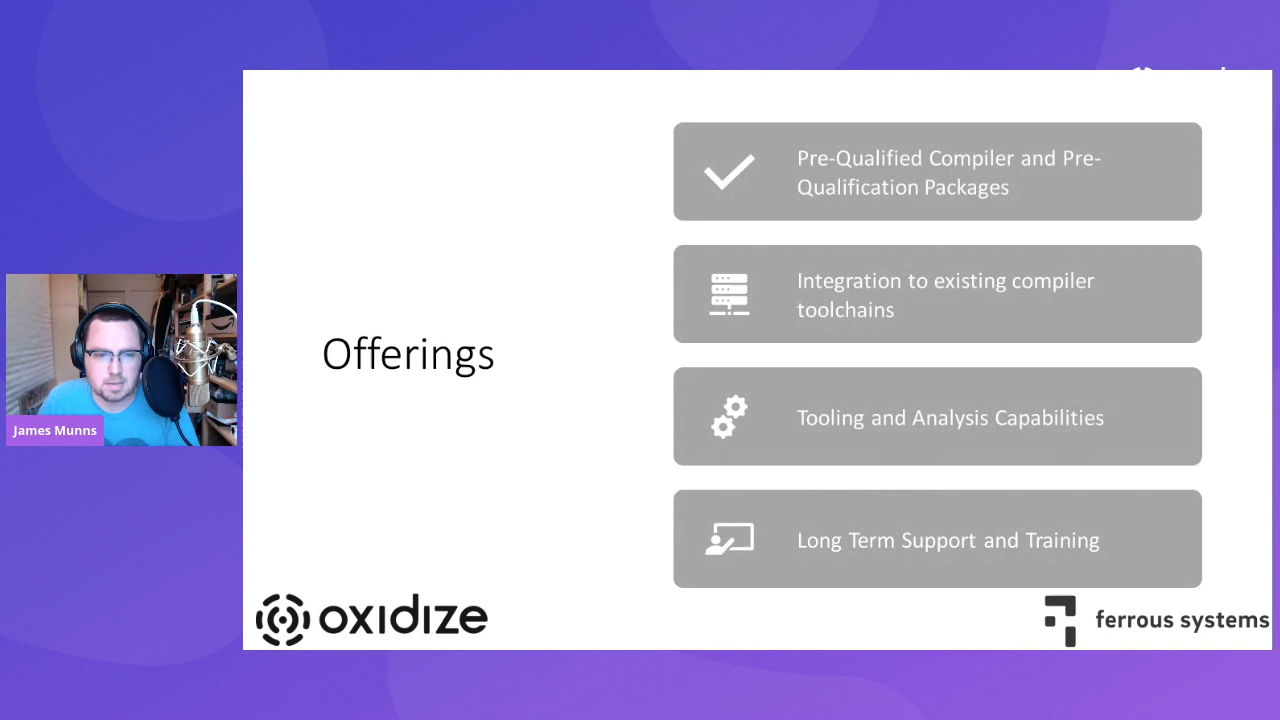 Pre-Qualified Compiler and Pre-
Qualification Packages
Integration to existing compiler
toolchains
Offerings
Tooling and Analysis Capabilities
James Munns
Long Term Support and Training
oxidize
ferrous systems